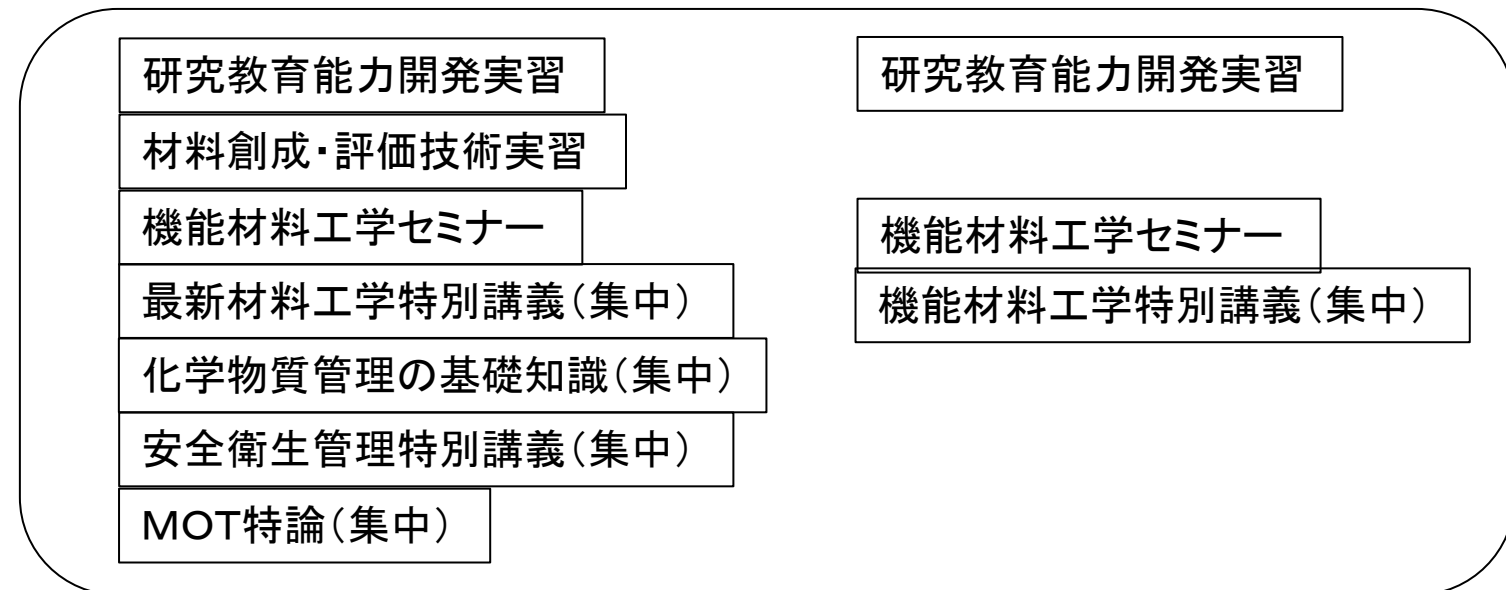 研究教育能力開発実習
材料創成・評価技術実習
機能材料工学セミナー
最新材料工学特別講義（集中）
化学物質管理の基礎知識（集中）
安全衛生管理特別講義（集中）
MOT特論（集中）
研究教育能力開発実習
機能材料工学セミナー
機能材料工学特別講義（集中）